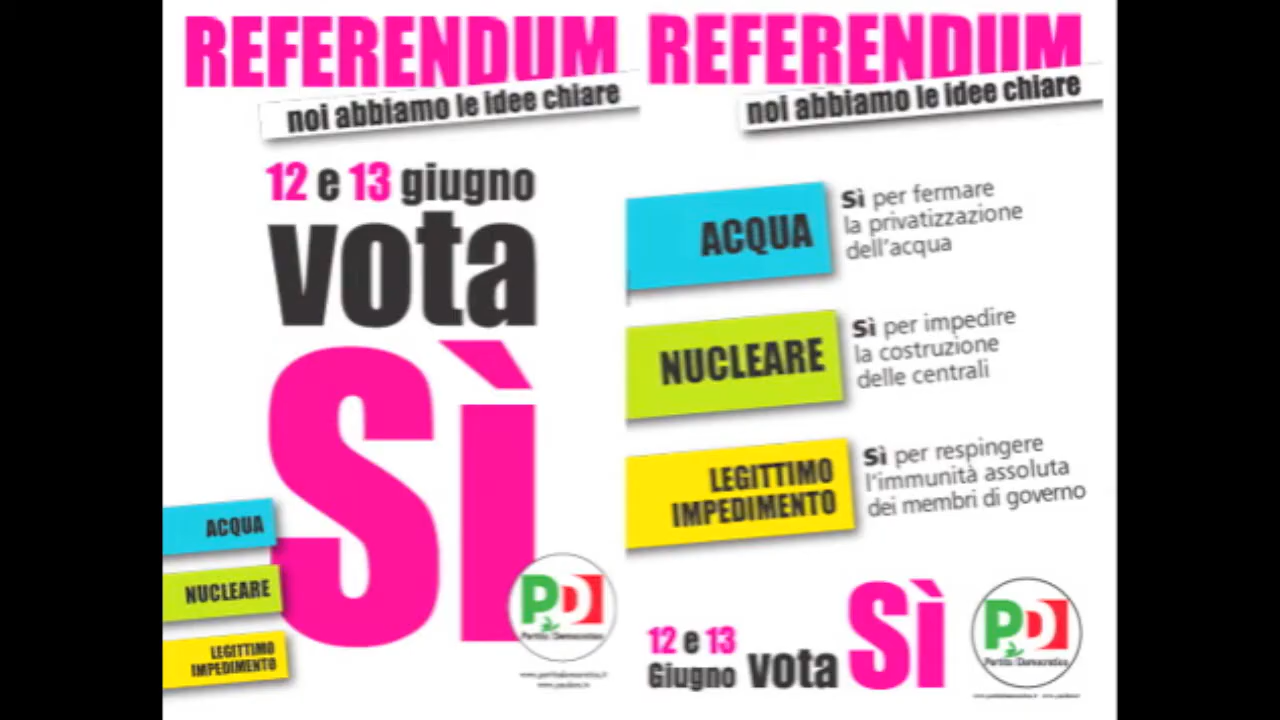 REFERENDUM
noi abbiamo le idee chiare
12 e 13 giugno
vota
Sì
ACQUA
NUCLEARE
LEGITTIMO
IMPEDIMENTO
PD
Partito Democratico
REFERENDUM
noi abbiamo le idee chiare
ACQUA
Sì per fermare
la privatizzazione
dell'acqua
NUCLEARE
Sì per impedire
la costruzione
delle centrali
LEGITTIMO
IMPEDIMENTO
Sì per respingere
l'immunità assoluta
dei membri di governo
12 e 13
Giugno vota Sì
PD
Partito Democratico